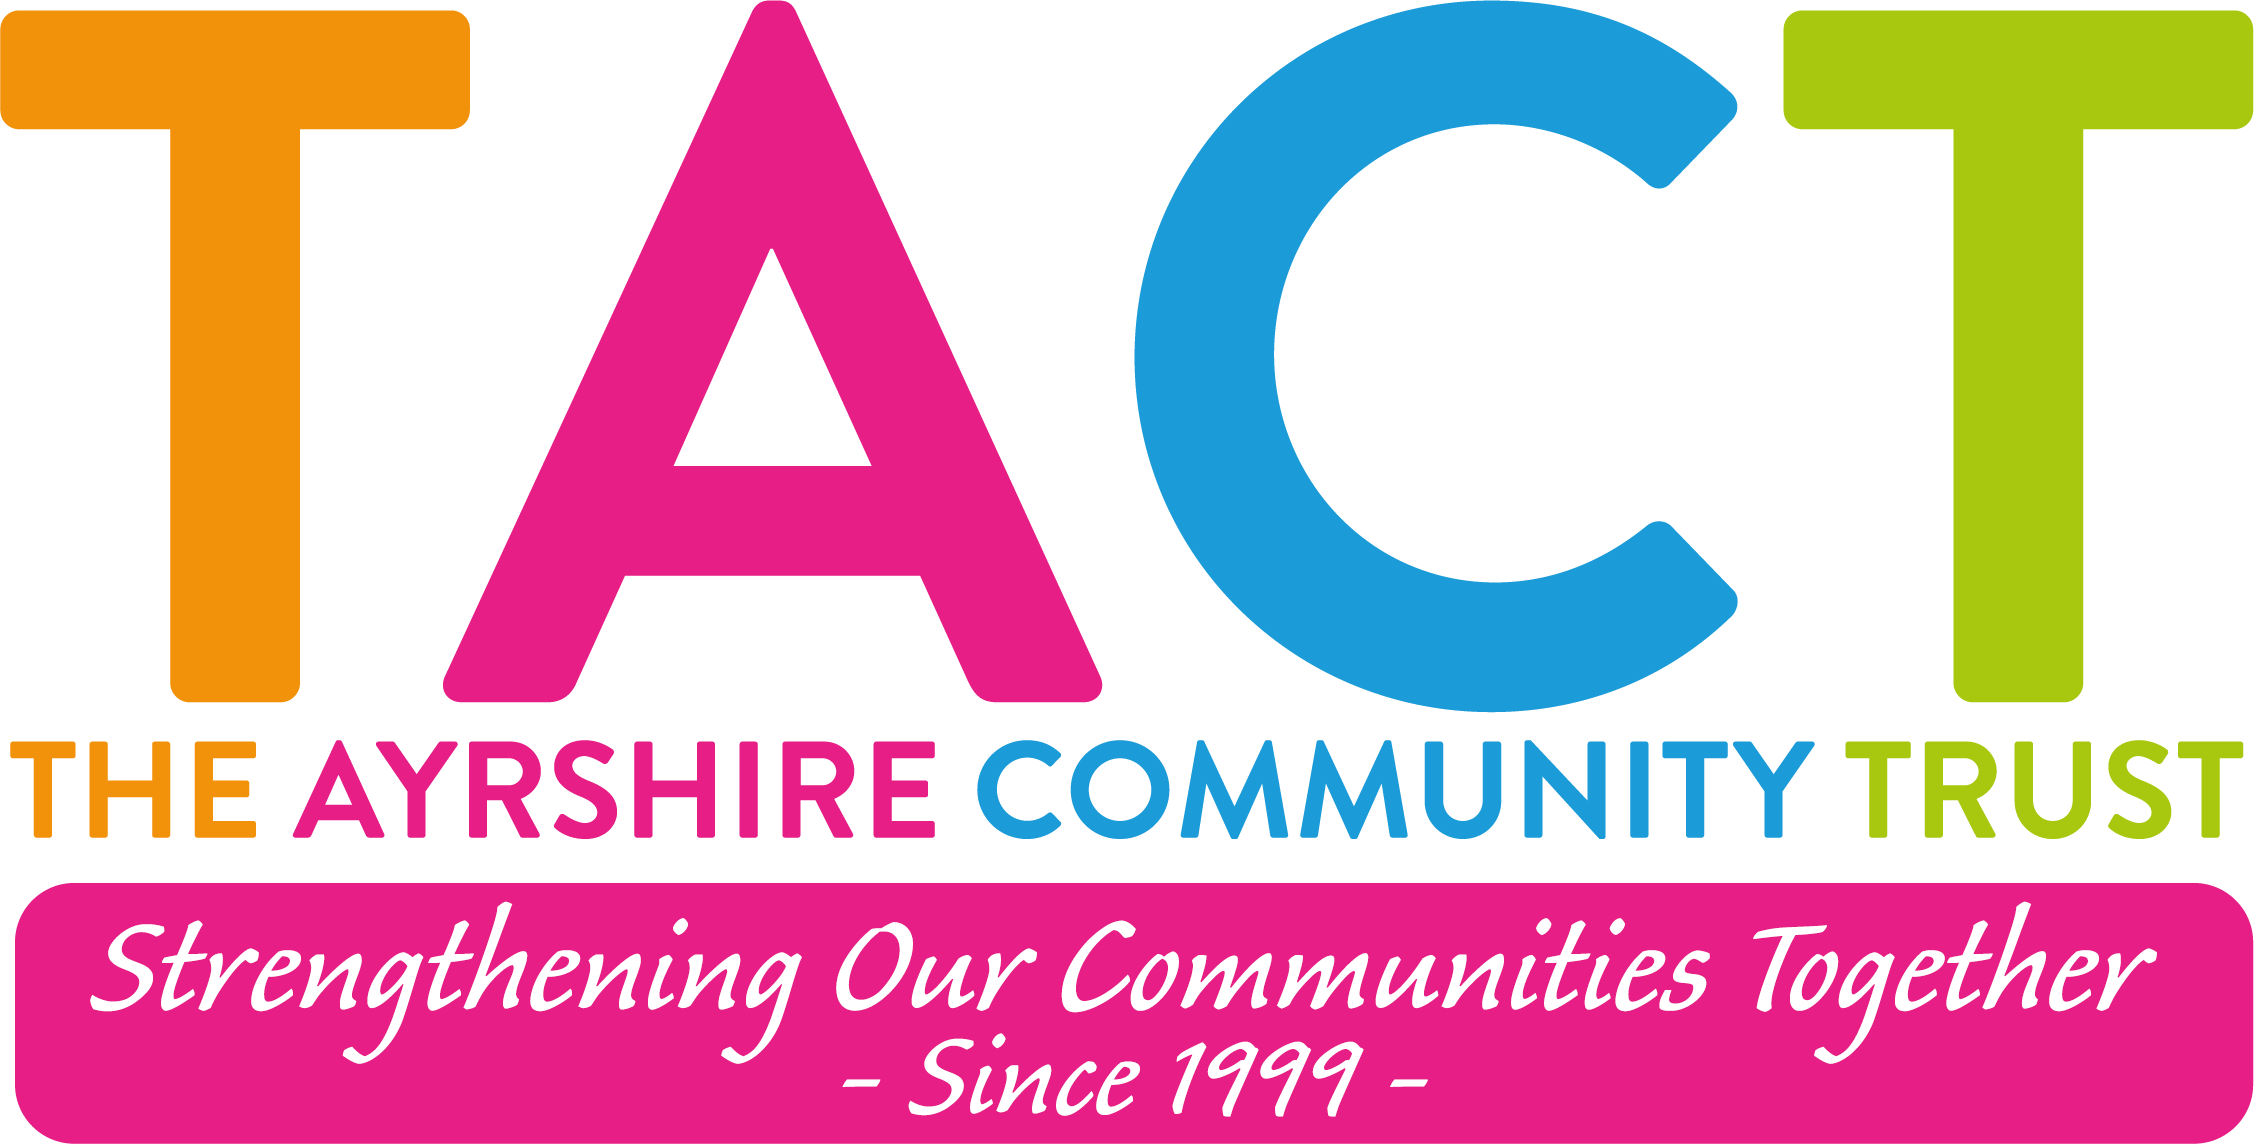 TACT
THE AYRSHIRE COMMUNITY TRUST
Strengthening Our Communities Together
- Since 1999 -